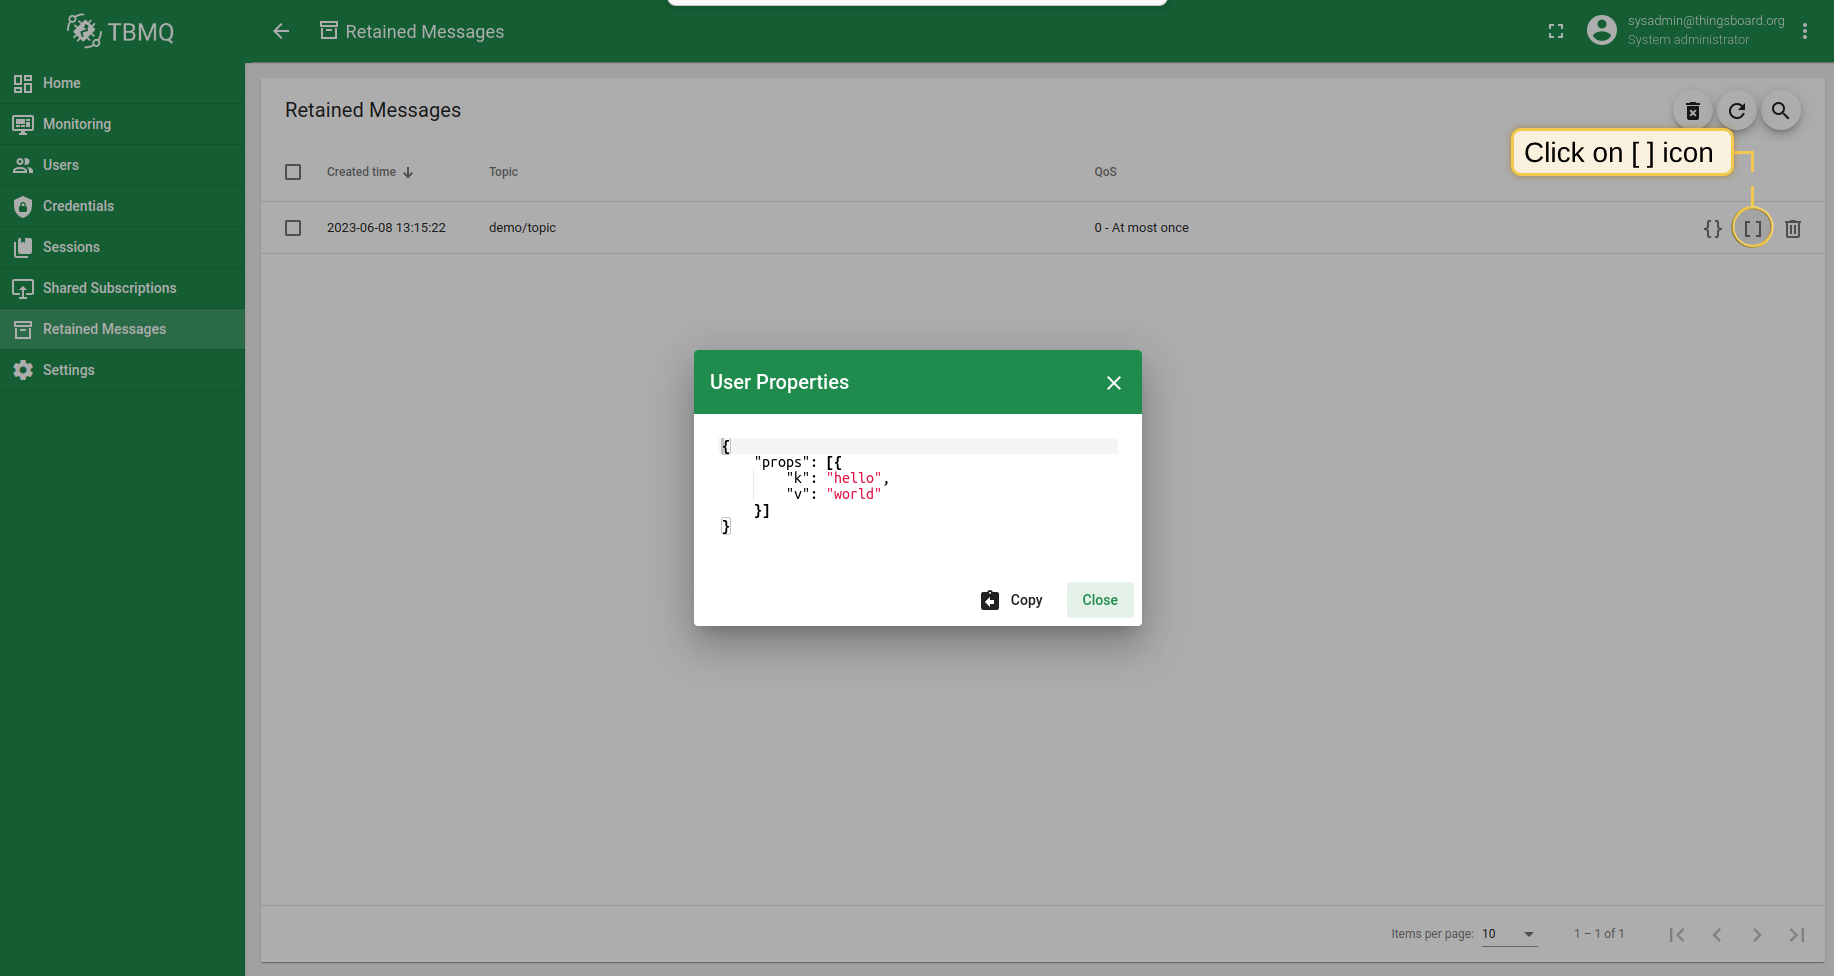 TBMQ
Retained Messages
sysadmin@thingsboard.org
System administrator
Home
Monitoring
Users
Credentials
Sessions
Shared Subscriptions
Retained Messages
Settings
Retained Messages
Click on [ ] icon
Created time
Topic
QoS
2023-06-08 13:15:22
demo/topic
0 - At most once
{}
[ ]
User Properties
{
    "props": [{
        "k": "hello",
        "v": "world"
    }]
}
Copy
Close
Items per page: 10
1 – 1 of 1